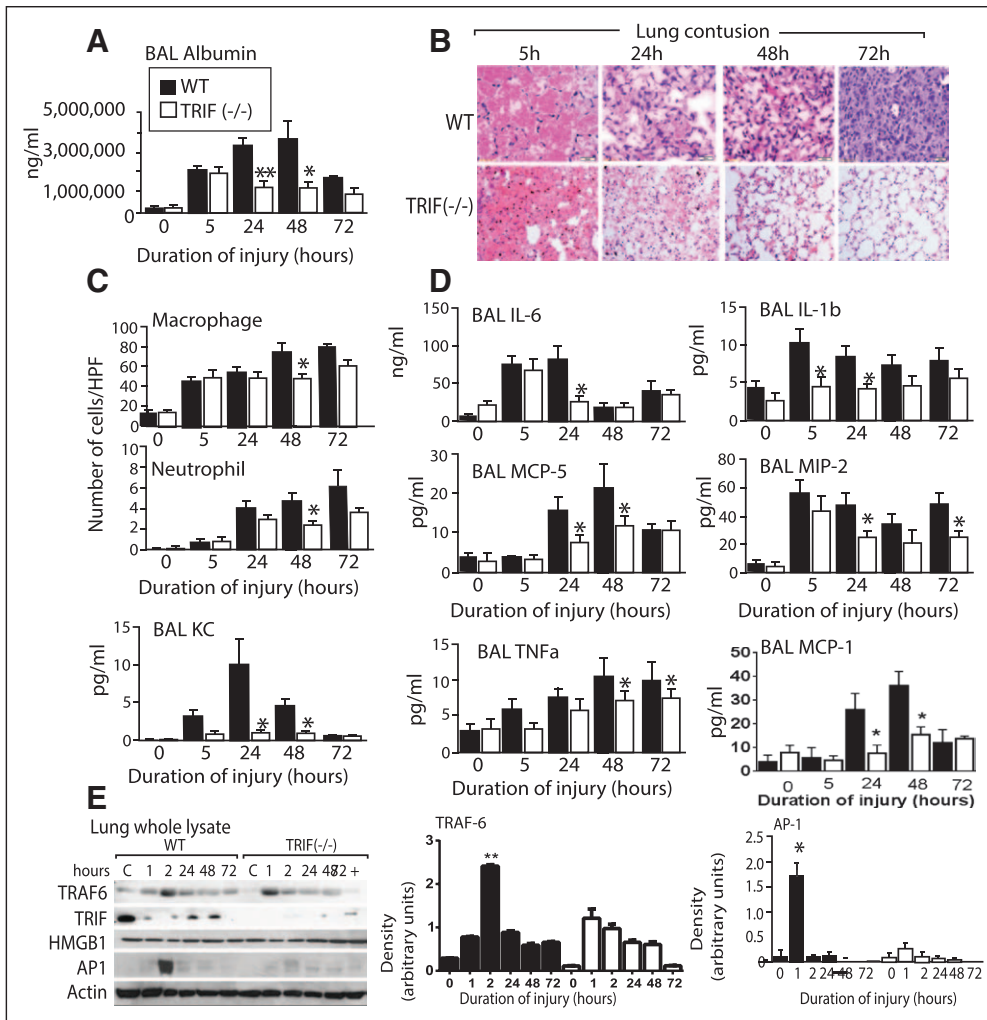 A
BAL Albumin
WT
TRIF (-/-)
5,000,000
3,000,000
1,000,000
0
ng/ml
** *
0 5 24 48 72
Duration of injury (hours)
B
Lung contusion
5h 24h 48h 72h
WT
TRIF(-/-)
C
Macrophage
100
80
60
40
20
0
*
0 5 24 48 72
Number of cells/HPF
Neutrophil
8
6
4
2
0
*
0 5 24 48 72
Duration of injury (hours)
BAL KC
15
10
5
0
pg/ml
* *
0 5 24 48 72
Duration of injury (hours)
D
BAL IL-6
150
100
50
0
ng/ml
*
0 5 24 48 72
BAL IL-1b
15
10
5
0
pg/ml
* *
0 5 24 48 72
BAL MCP-5
30
20
10
0
pg/ml
* *
0 5 24 48 72
Duration of injury (hours)
BAL MIP-2
80
60
40
20
0
pg/ml
* *
0 5 24 48 72
Duration of injury (hours)
BAL TNFa
15
10
5
0
pg/ml
* *
0 5 24 48 72
Duration of injury (hours)
BAL MCP-1
50
40
30
20
10
0
pg/ml
* *
0 5 24 48 72
Duration of injury (hours)
E
Lung whole lysate
WT TRIF(-/-)
hours C 1 2 24 48 72 C 1 2 24 48 72 +
TRAF6
TRIF
HMGB1
AP1
Actin
TRAF-6
3
2
1
0
Density
(arbitrary units)
**
0 1 2 24 48 72 0 1 2 24 48 72
Duration of injury (hours)
AP-1
2.5
2.0
1.5
1.0
0.5
0
Density
(arbitrary units)
*
0 1 2 24 48 72 0 1 2 24 48 72
Duration of injury (hours)